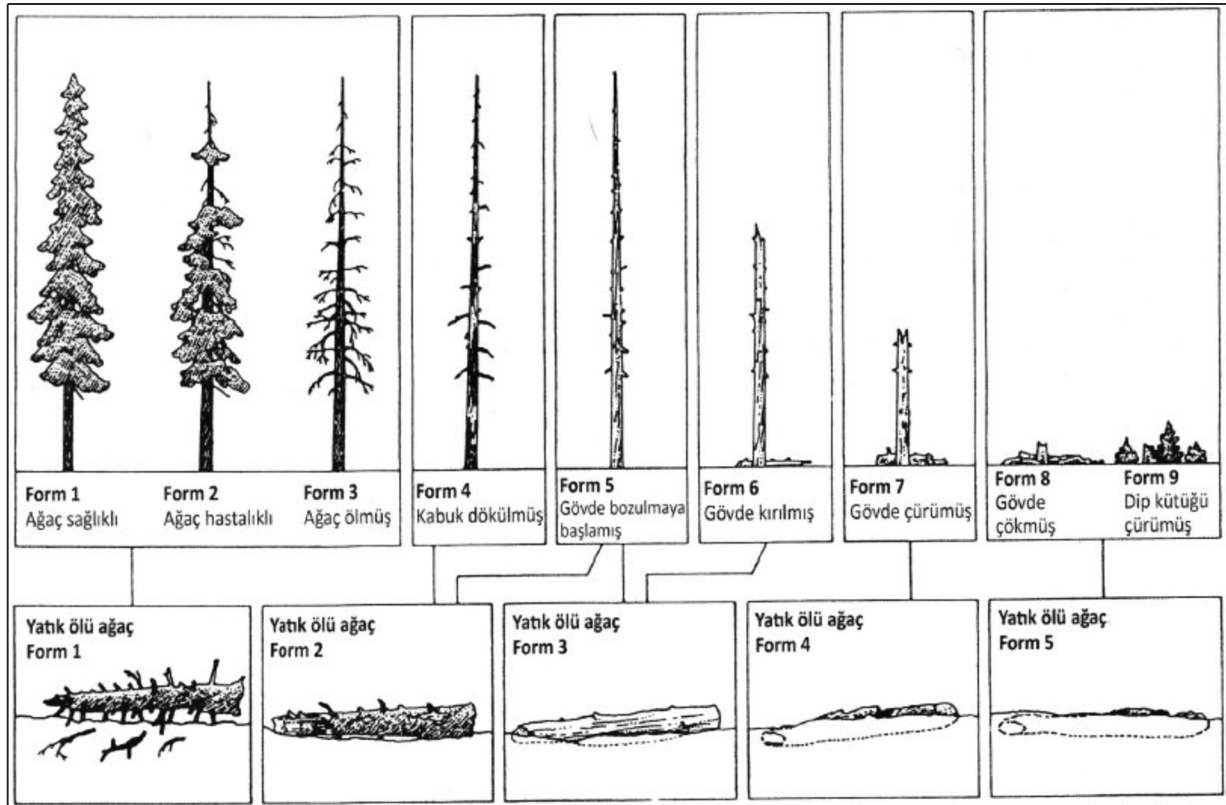 Form 1
Ağaç sağlıklı
Form 2
Ağaç hastalıklı
Form 3
Ağaç ölmüş
Form 4
Kabuk dökülmüş
Form 5
Gövde bozulmaya
başlamış
Form 6
Gövde kırılmış
Form 7
Gövde çürümüş
Form 8
Gövde
çökmüş
Form 9
Dip kütüğü
çürümüş
Yatık ölü ağaç
Form 1
Yatık ölü ağaç
Form 2
Yatık ölü ağaç
Form 3
Yatık ölü ağaç
Form 4
Yatık ölü ağaç
Form 5